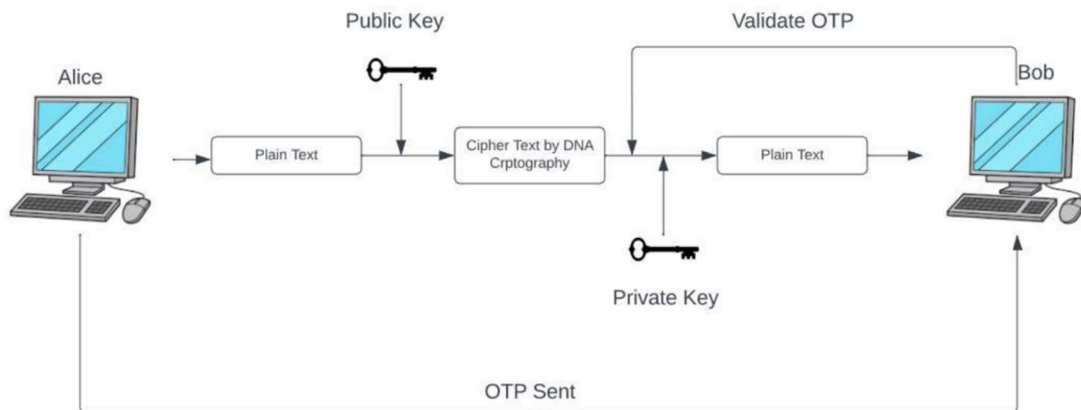 Public Key
Validate OTP
Alice
Bob
Plain Text
Cipher Text by DNA
Crptography
Plain Text
Private Key
OTP Sent